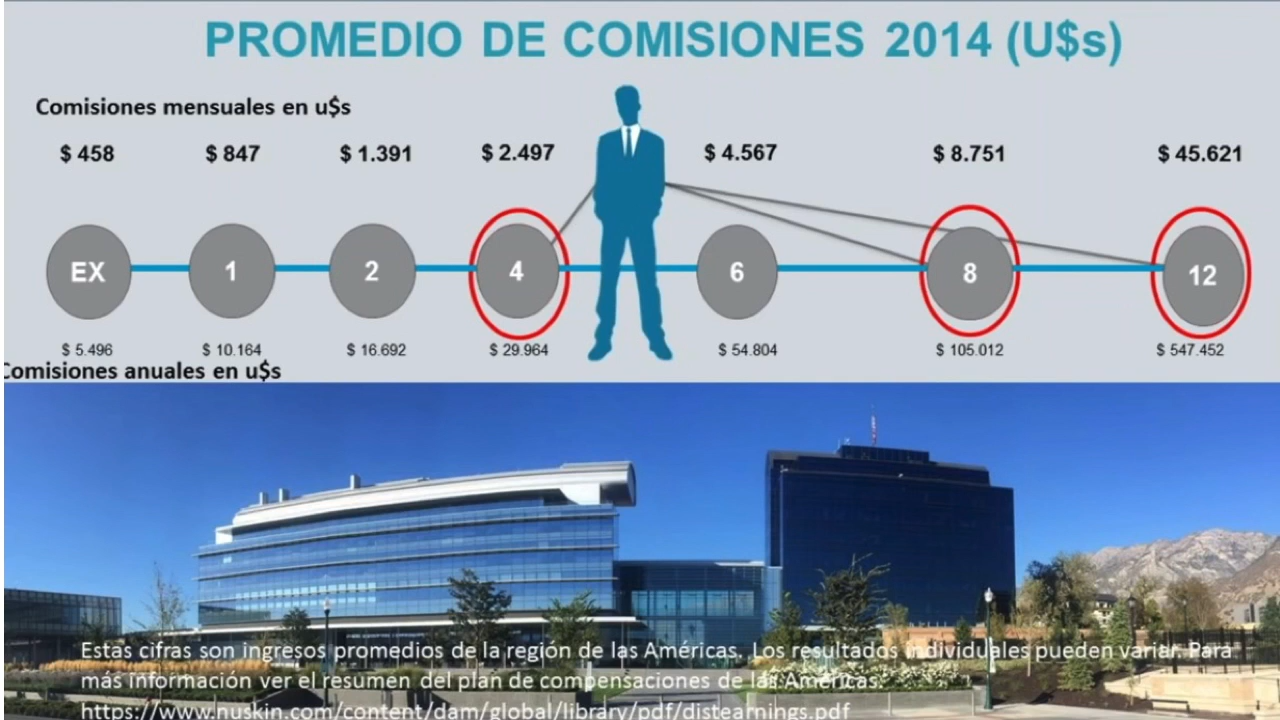 PROMEDIO DE COMISIONES 2014 (U$s)
Comisiones mensuales en u$s
$ 458 $ 847 $ 1.391 $ 2.497 $ 4.567 $ 8.751 $ 45.621
EX 1 2 4 6 8 12
$ 5.496 $ 10.164 $ 16.692 $ 29.964 $ 54.804 $ 105.012 $ 547.452
Comisiones anuales en u$s
Estas cifras son ingresos promedios de la región de las Américas. Los resultados individuales pueden variar. Para
más información ver el resumen del plan de compensaciones de las Américas.
https://www.nuskin.com/content/dam/global/library/pdf/distearnings.pdf